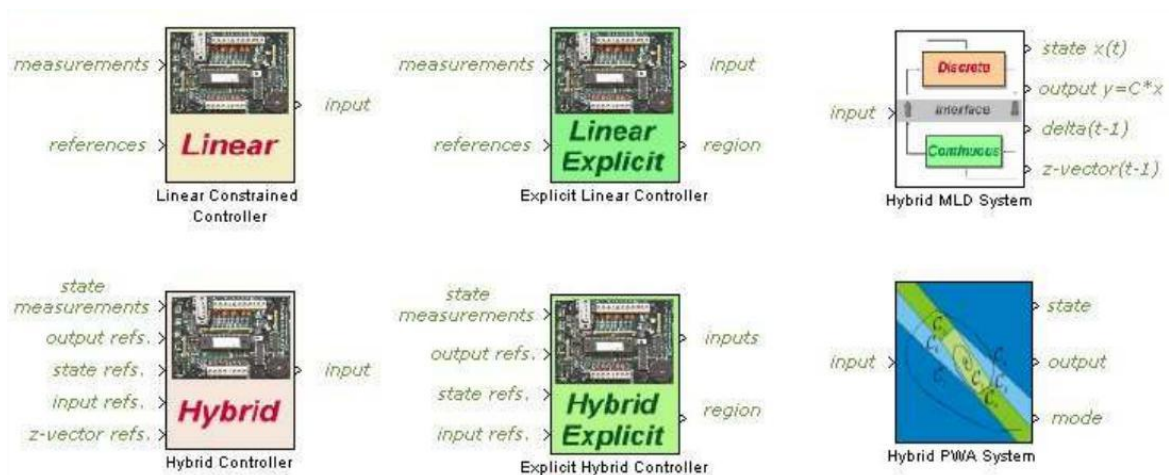 measurements
references
Linear
input
Linear Constrained
Controller
measurements
references
Linear
Explicit
input
region
Explicit Linear Controller
input
Discrete
Interface
Continuous
state x(t)
output y=C*x
delta(t-1)
z-vector(t-1)
Hybrid MLD System
state
measurements
output refs.
state refs.
input refs.
z-vector refs.
Hybrid
input
Hybrid Controller
state
measurements
output refs.
state refs.
input refs.
Hybrid
Explicit
inputs
region
Explicit Hybrid Controller
input
state
output
mode
Hybrid PWA System